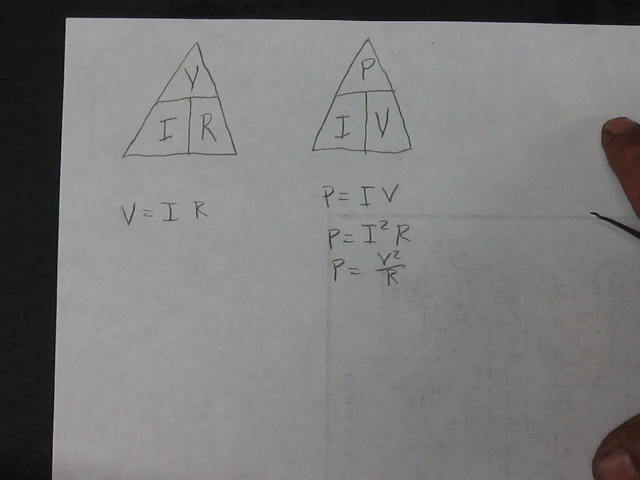 V
I R
P
I V
V = I R
P = I V
P = I² R
P = V²/R